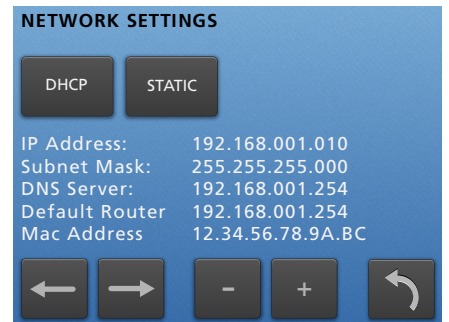 NETWORK SETTINGS
DHCP STATIC
IP Address: 192.168.001.010
Subnet Mask: 255.255.255.000
DNS Server: 192.168.001.254
Default Router 192.168.001.254
Mac Address 12.34.56.78.9A.BC
- +